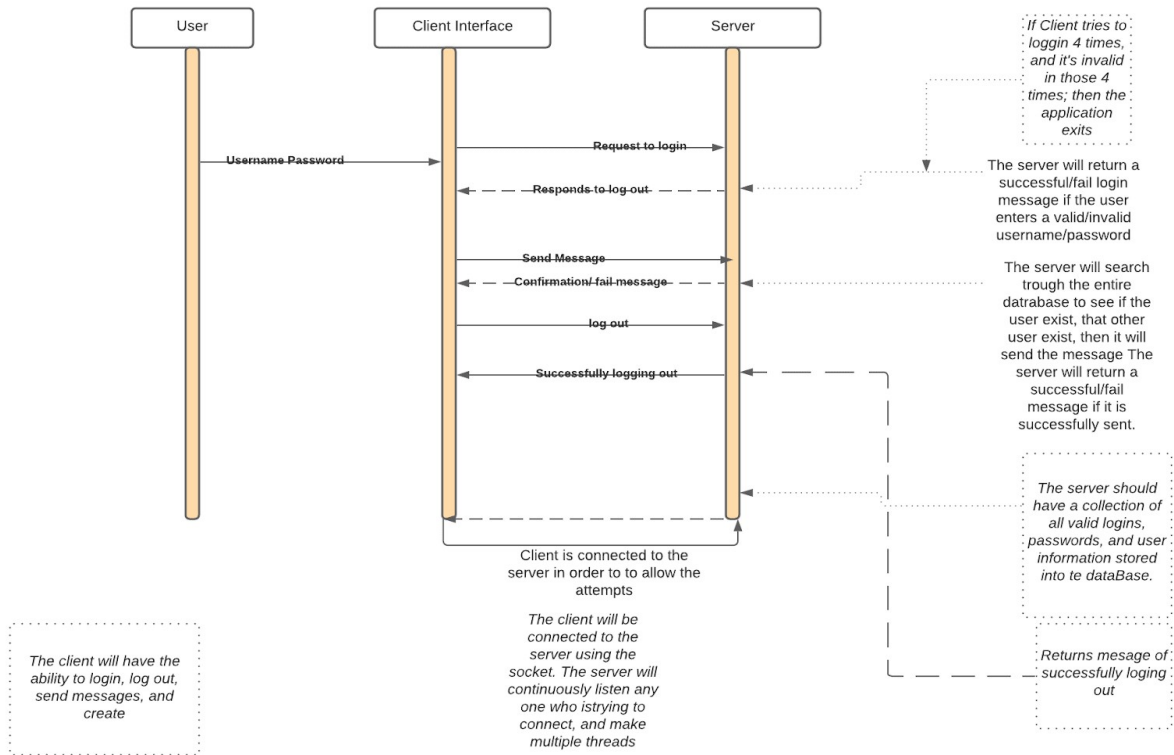 User
Client Interface
Server
If Client tries to
loggin 4 times,
and it's invalid
in those 4
times; then the
application
exits
Request to login
Username Password
Responds to log out
The server will return a
successful/fail login
message if the user
enters a valid/invalid
username/password
Send Message
Confirmation/ fail message
The server will search
trough the entire
datrabase to see if the
user exist, that other
user exist, then it will
send the message The
server will return a
successful/fail
message if it is
successfully sent.
log out
Successfully logging out
The server should
have a collection of
all valid logins,
passwords, and user
information stored
into te dataBase.
Client is connected to the
server in order to to allow the
attempts
The client will be
connected to the
server using the
socket. The server will
continuously listen any
one who istrying to
connect, and make
multiple threads
Returns mesage of
successfully loging
out
The client will have the
ability to login, log out,
send messages, and
create